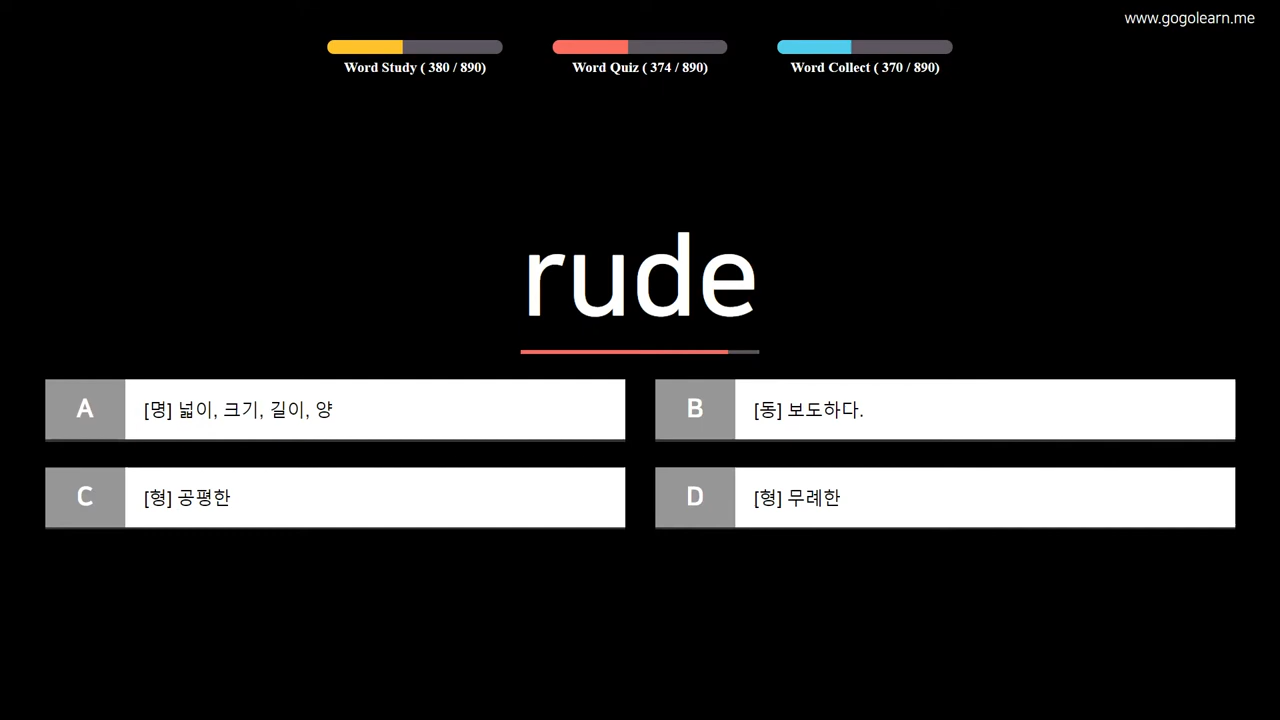 www.gogolearn.me
Word Study ( 380 / 890)
Word Quiz ( 374 / 890)
Word Collect ( 370 / 890)
rude
A [명] 넓이, 크기, 길이, 양
B [동] 보도하다.
C [형] 공평한
D [형] 무례한